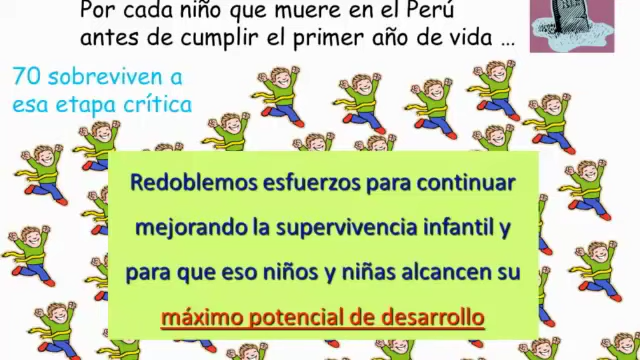 Por cada niño que muere en el Perú
antes de cumplir el primer año de vida ...
70 sobreviven a
esa etapa crítica
Redoblemos esfuerzos para continuar
mejorando la supervivencia infantil y
para que eso niños y niñas alcancen su
máximo potencial de desarrollo